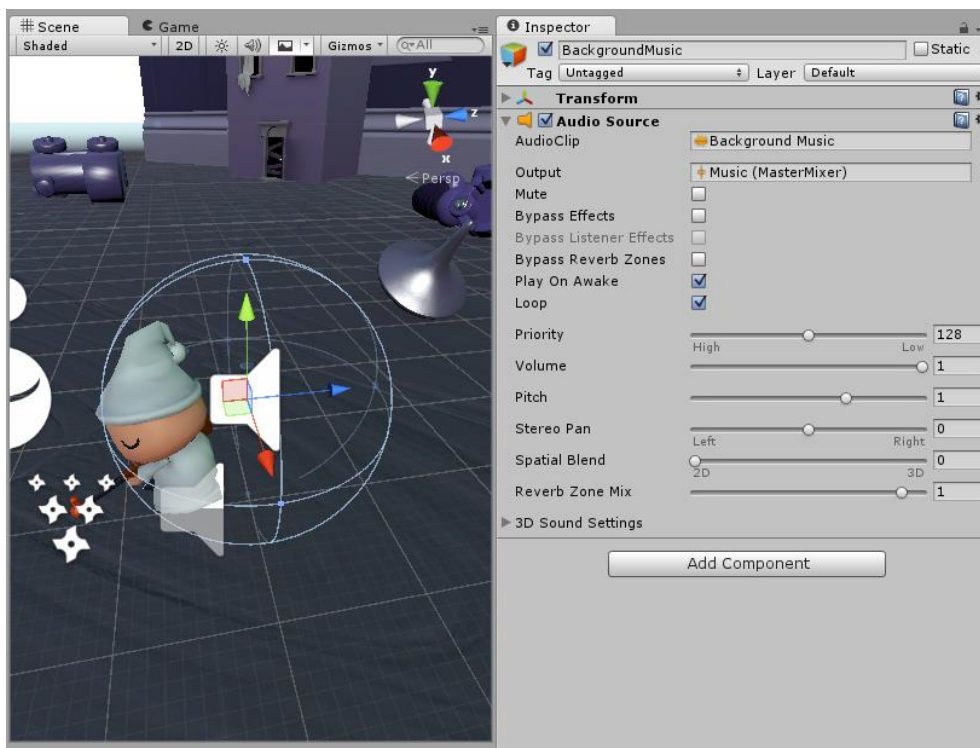 Scene Game
Shaded 2D Gizmos All
y
z
x
Persp
Inspector
BackgroundMusic Static
Tag Untagged Layer Default
Transform
Audio Source
AudioClip Background Music
Output Music (MasterMixer)
Mute
Bypass Effects
Bypass Listener Effects
Bypass Reverb Zones
Play On Awake
Loop
Priority 128
High Low
Volume 1
Pitch 1
Stereo Pan 0
Left Right
Spatial Blend 0
2D 3D
Reverb Zone Mix 1
3D Sound Settings
Add Component